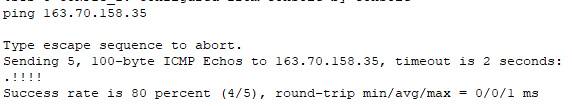 ping 163.70.158.35
Type escape sequence to abort.
Sending 5, 100-byte ICMP Echos to 163.70.158.35, timeout is 2 seconds:
.!!!!
Success rate is 80 percent (4/5), round-trip min/avg/max = 0/0/1 ms